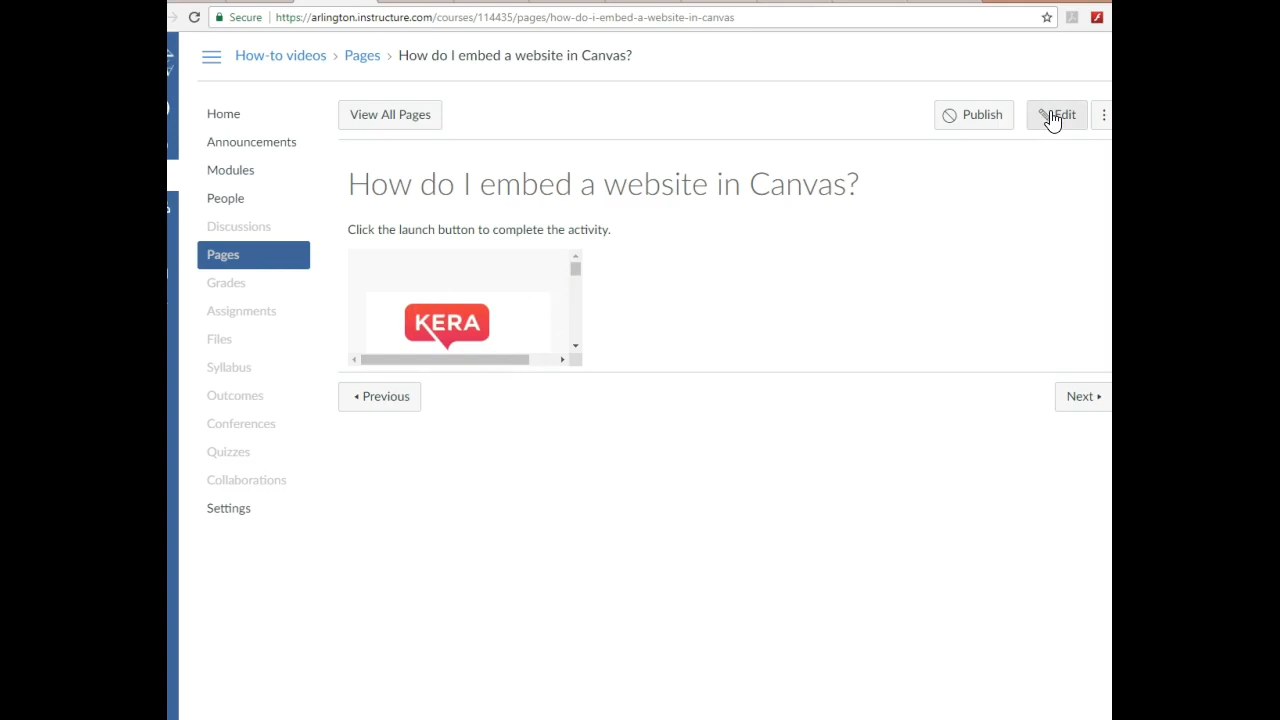 Secure https://arlington.instructure.com/courses/114435/pages/how-do-i-embed-a-website-in-canvas
How-to videos › Pages › How do I embed a website in Canvas?
Home
Announcements
Modules
People
Discussions
Pages
Grades
Assignments
Files
Syllabus
Outcomes
Conferences
Quizzes
Collaborations
Settings
View All Pages
Publish
Edit
How do I embed a website in Canvas?
Click the launch button to complete the activity.
KERA
Previous
Next